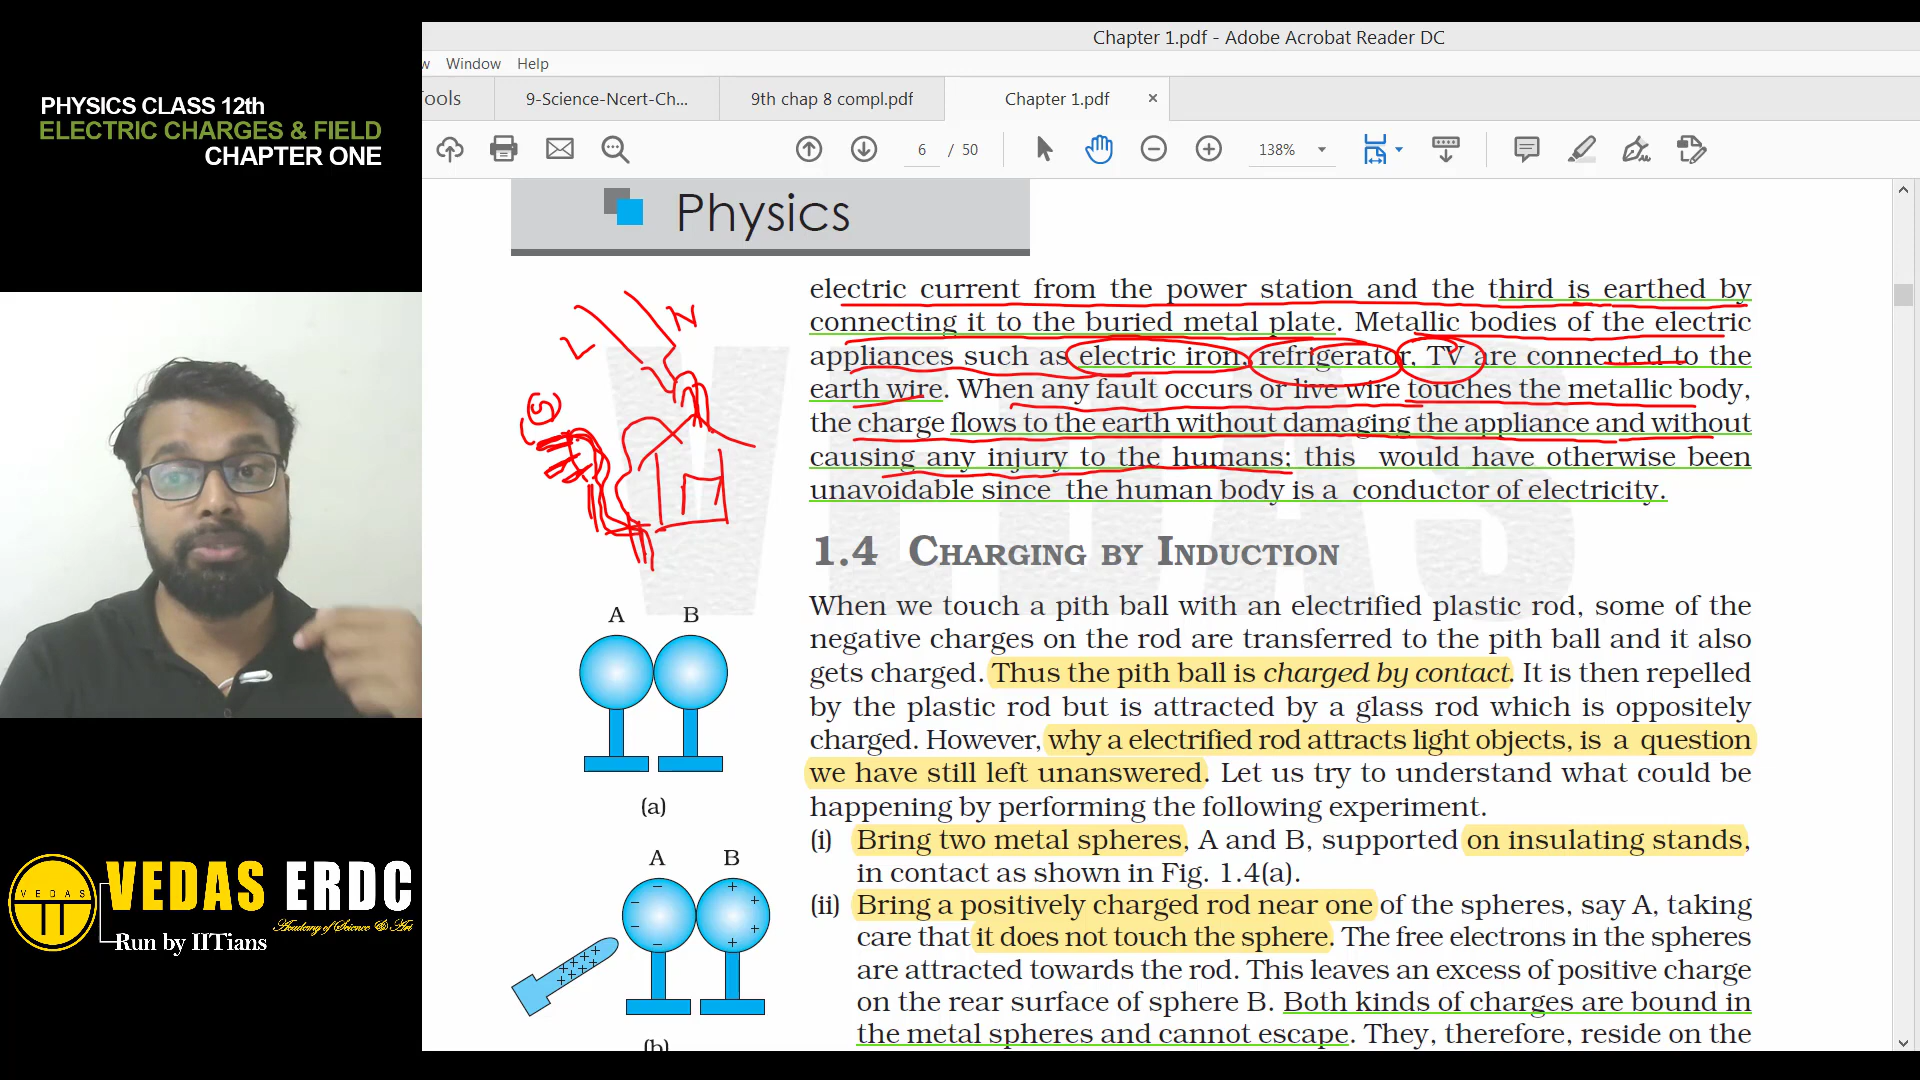 PHYSICS CLASS 12th
ELECTRIC CHARGES & FIELD
CHAPTER ONE
Chapter 1.pdf - Adobe Acrobat Reader DC
w Window Help
ools
9-Science-Ncert-Ch...
9th chap 8 compl.pdf
Chapter 1.pdf ×
6 / 50
138%
Physics
electric current from the power station and the third is earthed by
connecting it to the buried metal plate. Metallic bodies of the electric
appliances such as electric iron, refrigerator, TV are connected to the
earth wire. When any fault occurs or live wire touches the metallic body,
the charge flows to the earth without damaging the appliance and without
causing any injury to the humans; this would have otherwise been
unavoidable since the human body is a conductor of electricity.
L N
VEDAS
1.4 CHARGING BY INDUCTION
When we touch a pith ball with an electrified plastic rod, some of the
negative charges on the rod are transferred to the pith ball and it also
gets charged. Thus the pith ball is charged by contact. It is then repelled
by the plastic rod but is attracted by a glass rod which is oppositely
charged. However, why a electrified rod attracts light objects, is a question
we have still left unanswered. Let us try to understand what could be
happening by performing the following experiment.
(i) Bring two metal spheres, A and B, supported on insulating stands,
in contact as shown in Fig. 1.4(a).
(ii) Bring a positively charged rod near one of the spheres, say A, taking
care that it does not touch the sphere. The free electrons in the spheres
are attracted towards the rod. This leaves an excess of positive charge
on the rear surface of sphere B. Both kinds of charges are bound in
the metal spheres and cannot escape. They, therefore, reside on the
A B
(a)
A B
(b)
VEDAS
VEDAS ERDC
Academy of Science & Art
Run by IITians